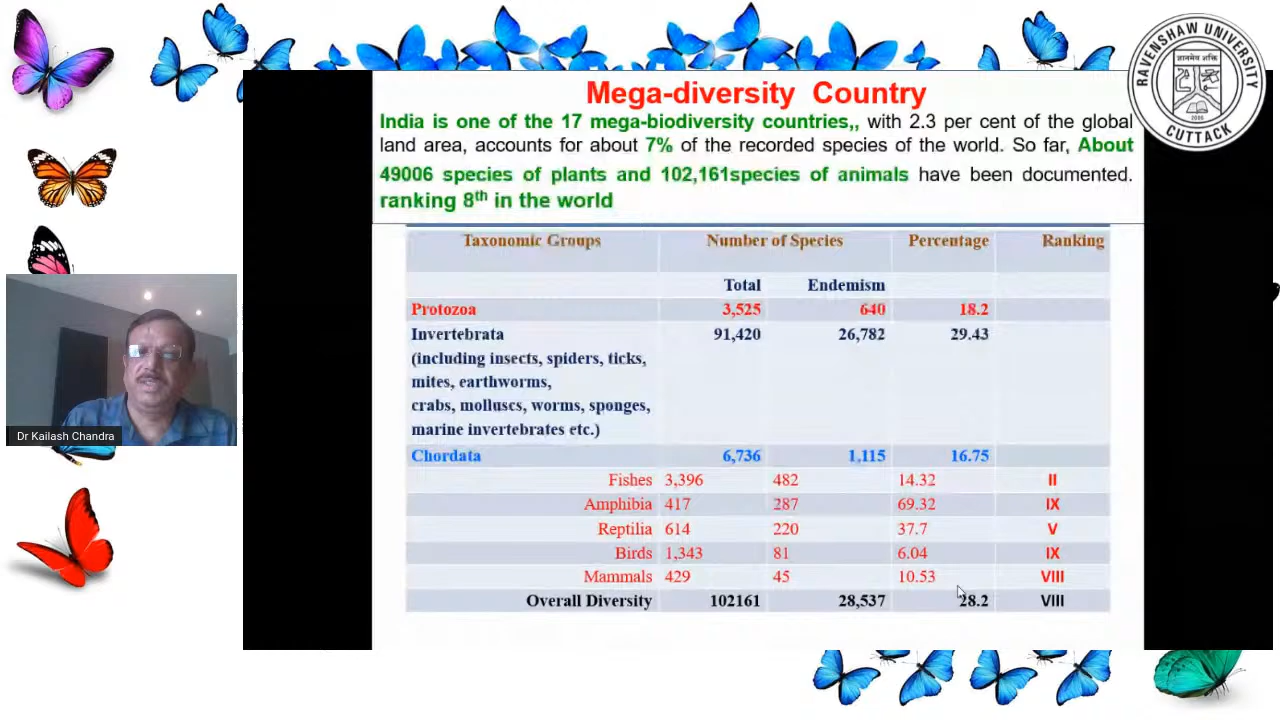 Mega-diversity Country
India is one of the 17 mega-biodiversity countries,, with 2.3 per cent of the global
land area, accounts for about 7% of the recorded species of the world. So far, About
49006 species of plants and 102,161species of animals have been documented.
ranking 8th in the world
Taxonomic Groups Number of Species Percentage Ranking
Total Endemism
Protozoa 3,525 640 18.2
Invertebrata 91,420 26,782 29.43
(including insects, spiders, ticks,
mites, earthworms,
crabs, molluscs, worms, sponges,
marine invertebrates etc.)
Chordata 6,736 1,115 16.75
Fishes 3,396 482 14.32 II
Amphibia 417 287 69.32 IX
Reptilia 614 220 37.7 V
Birds 1,343 81 6.04 IX
Mammals 429 45 10.53 VIII
Overall Diversity 102161 28,537 28.2 VIII
Dr Kailash Chandra
RAVENSHAW UNIVERSITY
ज्ञानमेव शक्ति
2006
CUTTACK